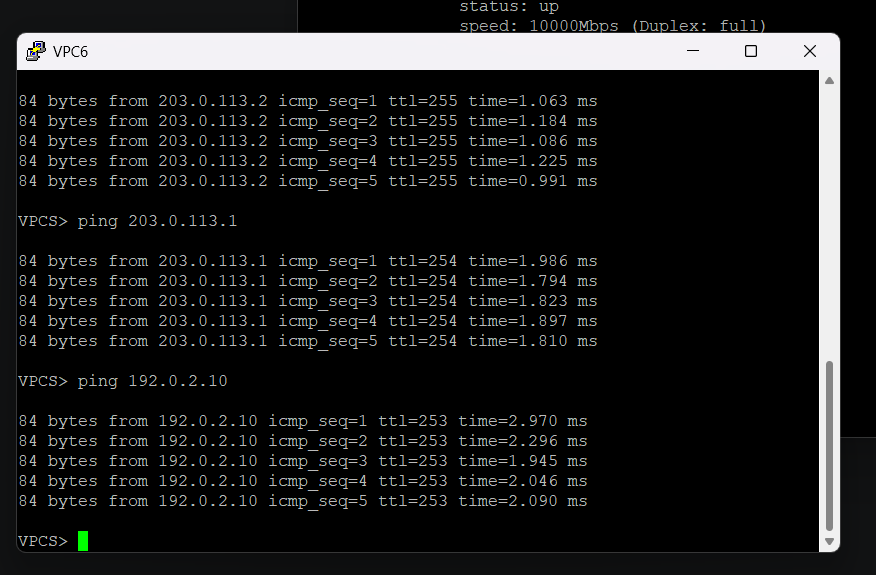 status: up
speed: 10000Mbps (Duplex: full)
VPC6
84 bytes from 203.0.113.2 icmp_seq=1 ttl=255 time=1.063 ms
84 bytes from 203.0.113.2 icmp_seq=2 ttl=255 time=1.184 ms
84 bytes from 203.0.113.2 icmp_seq=3 ttl=255 time=1.086 ms
84 bytes from 203.0.113.2 icmp_seq=4 ttl=255 time=1.225 ms
84 bytes from 203.0.113.2 icmp_seq=5 ttl=255 time=0.991 ms
VPCS> ping 203.0.113.1
84 bytes from 203.0.113.1 icmp_seq=1 ttl=254 time=1.986 ms
84 bytes from 203.0.113.1 icmp_seq=2 ttl=254 time=1.794 ms
84 bytes from 203.0.113.1 icmp_seq=3 ttl=254 time=1.823 ms
84 bytes from 203.0.113.1 icmp_seq=4 ttl=254 time=1.897 ms
84 bytes from 203.0.113.1 icmp_seq=5 ttl=254 time=1.810 ms
VPCS> ping 192.0.2.10
84 bytes from 192.0.2.10 icmp_seq=1 ttl=253 time=2.970 ms
84 bytes from 192.0.2.10 icmp_seq=2 ttl=253 time=2.296 ms
84 bytes from 192.0.2.10 icmp_seq=3 ttl=253 time=1.945 ms
84 bytes from 192.0.2.10 icmp_seq=4 ttl=253 time=2.046 ms
84 bytes from 192.0.2.10 icmp_seq=5 ttl=253 time=2.090 ms
VPCS>